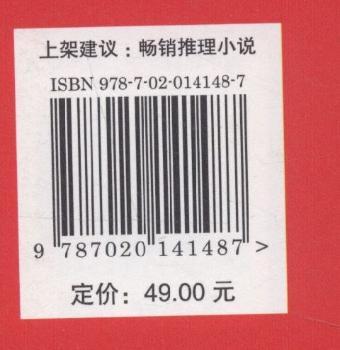 上架建议：畅销推理小说
ISBN 978-7-02-014148-7
9 787020 141487 >
定价：49.00 元